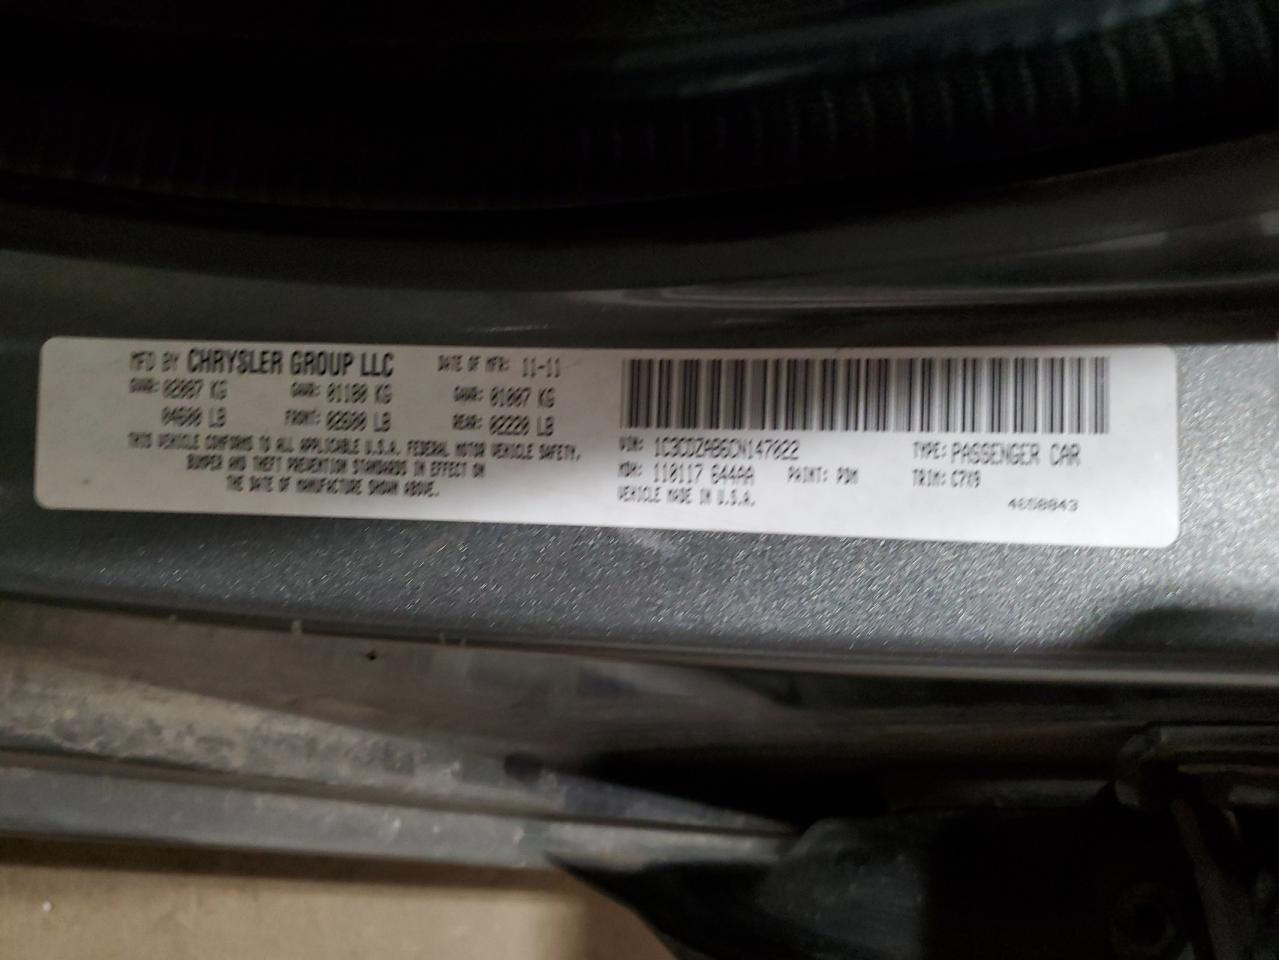 MFD BY CHRYSLER GROUP LLC DATE OF MFR: 11-11
GVWR: 02087 KG GAWR: 01180 KG GAWR: 01007 KG
04600 LB FRONT: 02600 LB REAR: 02220 LB
THIS VEHICLE CONFORMS TO ALL APPLICABLE U.S.A. FEDERAL MOTOR VEHICLE SAFETY,
BUMPER AND THEFT PREVENTION STANDARDS IN EFFECT ON
THE DATE OF MANUFACTURE SHOWN ABOVE.
VIN: 1C3CDZAB6CN147022 TYPE: PASSENGER CAR
MDH: 110117 644AA PAINT: PDM TRIM: C7X9
VEHICLE MADE IN U.S.A.
4658843